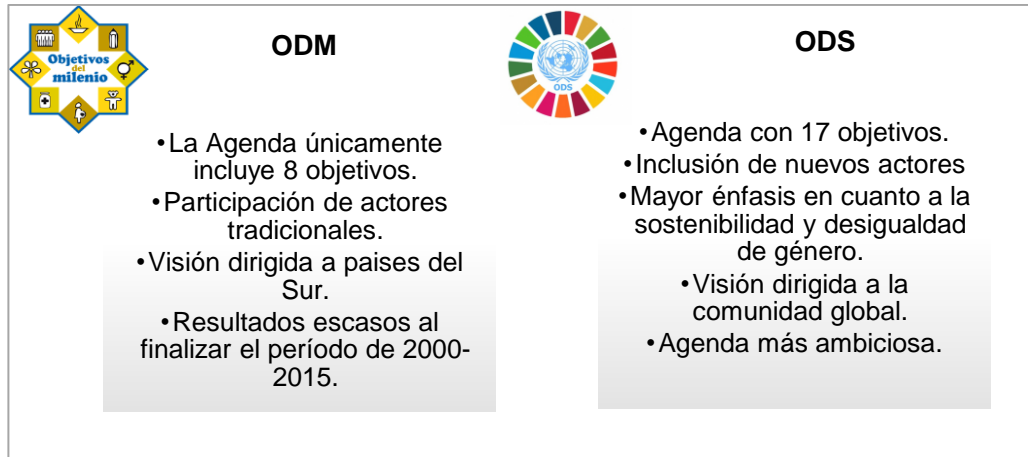 Objetivos
del
milenio
ODM
•La Agenda únicamente
incluye 8 objetivos.
•Participación de actores
tradicionales.
•Visión dirigida a paises del
Sur.
•Resultados escasos al
finalizar el período de 2000-
2015.
ODS
ODS
•Agenda con 17 objetivos.
•Inclusión de nuevos actores
•Mayor énfasis en cuanto a la
sostenibilidad y desigualdad
de género.
•Visión dirigida a la
comunidad global.
•Agenda más ambiciosa.